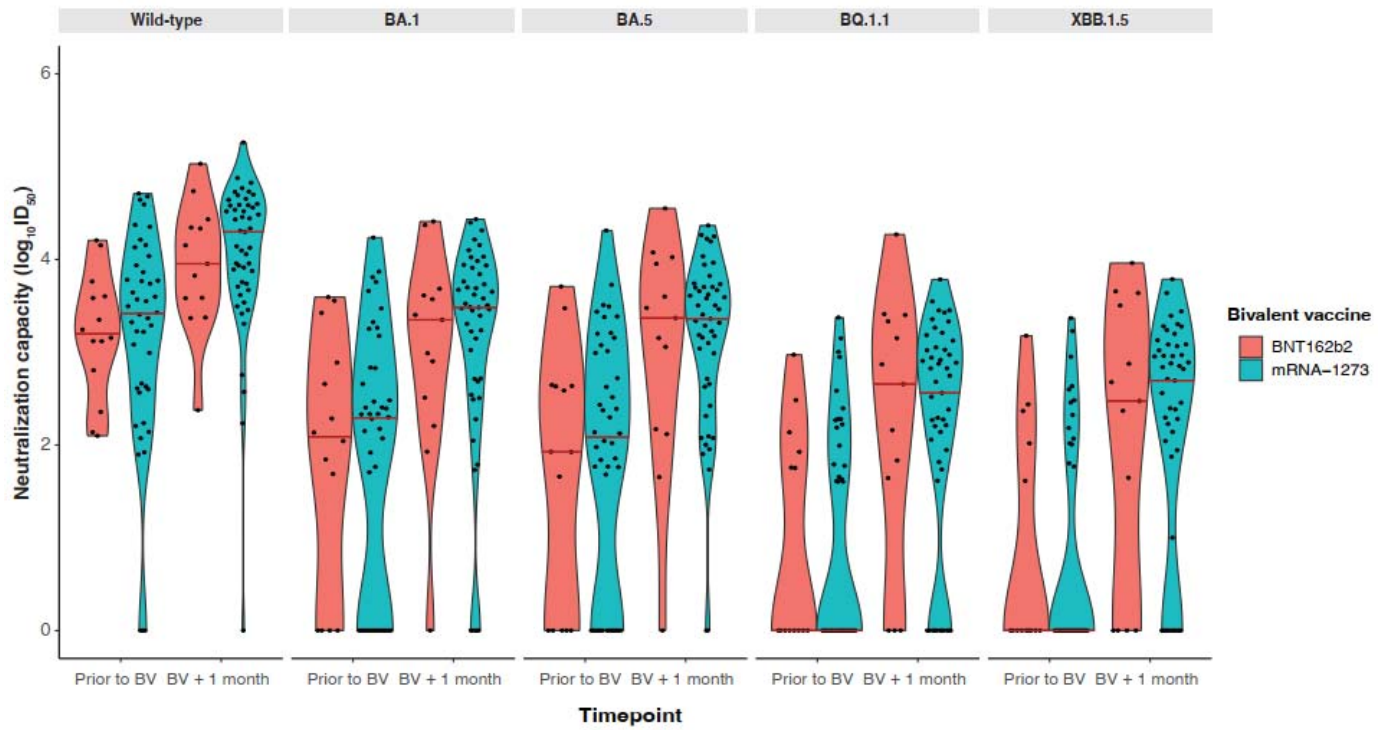 Wild-type BA.1 BA.5 BQ.1.1 XBB.1.5
Neutralization capacity (log10ID50)
6
4
2
0
Bivalent vaccine
BNT162b2
mRNA-1273
Prior to BV BV + 1 month Prior to BV BV + 1 month Prior to BV BV + 1 month Prior to BV BV + 1 month Prior to BV BV + 1 month
Timepoint